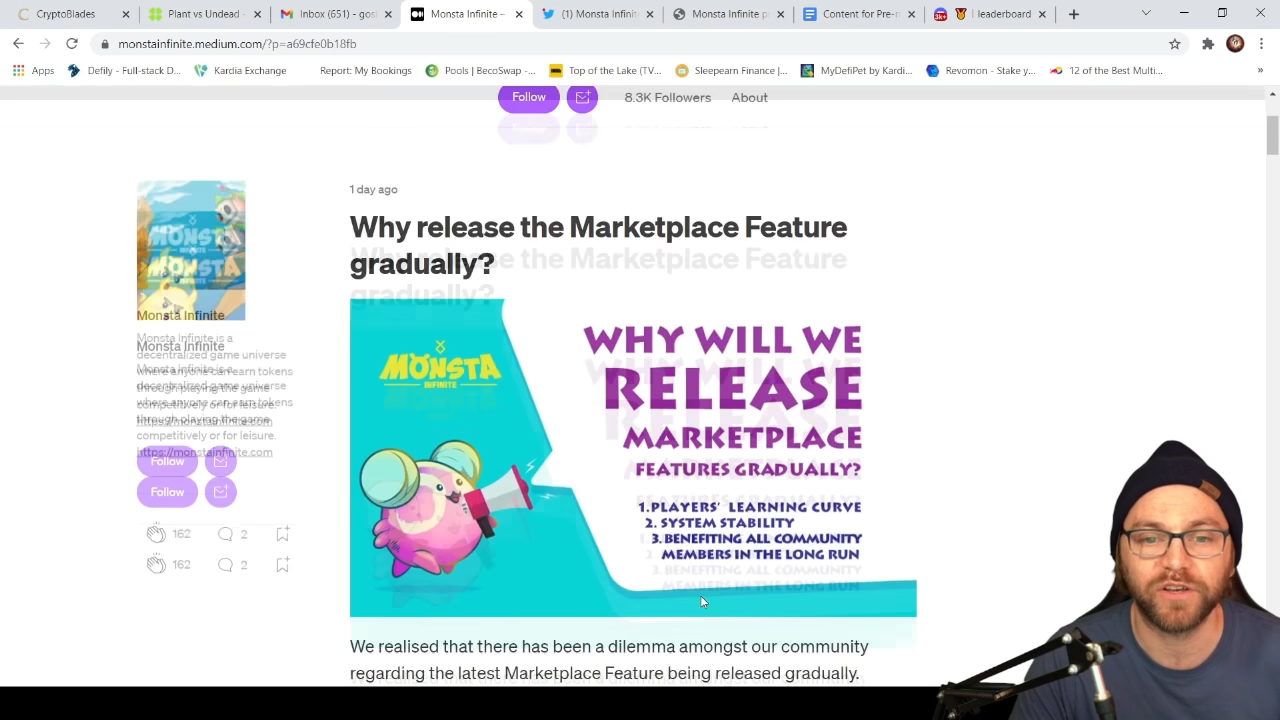 CryptoBlades
Plant vs Undead -
Inbox (651) - gos
Monsta Infinite –
(1) Monsta Infinit
Monsta Infinite p
Content for Pre-r
leaderboard
monstainfinite.medium.com/?p=a69cfe0b18fb
Apps
Defily - Full-stack D...
Kardia Exchange
Report: My Bookings
Pools | BecoSwap -...
Top of the Lake (TV...
Sleepearn Finance |...
MyDefiPet by Kardi...
Revomon - Stake y...
12 of the Best Multi...
Follow
8.3K Followers
About
1 day ago
Why release the Marketplace Feature
gradually?
MONSTA
INFINITE
WHY WILL WE
RELEASE
MARKETPLACE
FEATURES GRADUALLY?
1.PLAYERS' LEARNING CURVE
2. SYSTEM STABILITY
3. BENEFITING ALL COMMUNITY
MEMBERS IN THE LONG RUN
Monsta Infinite
Monsta Infinite is a
decentralized game universe
where anyone can earn tokens
through playing the game
competitively or for leisure.
https://monstainfinite.com
Follow
Follow
162
2
162
2
We realised that there has been a dilemma amongst our community
regarding the latest Marketplace Feature being released gradually.